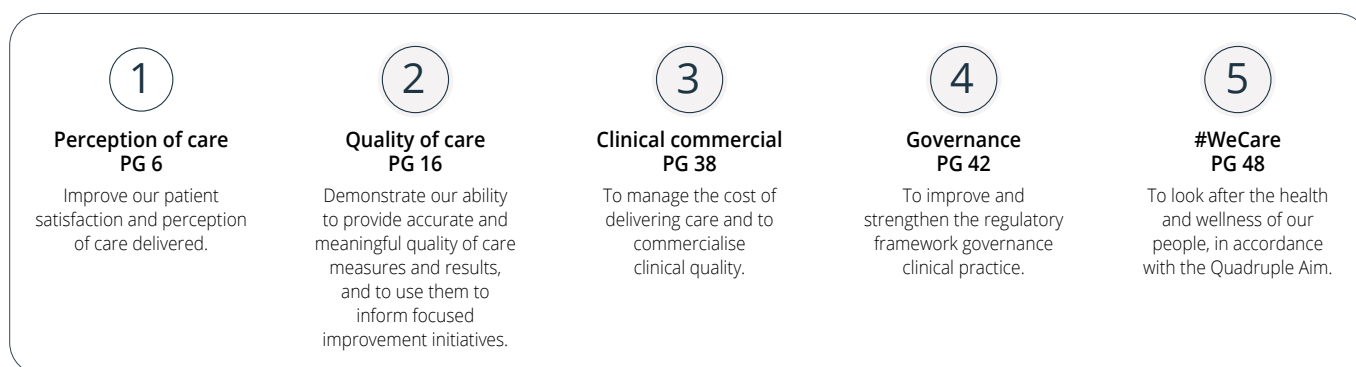 1
Perception of care
PG 6
Improve our patient
satisfaction and perception
of care delivered.
2
Quality of care
PG 16
Demonstrate our ability
to provide accurate and
meaningful quality of care
measures and results,
and to use them to
inform focused
improvement initiatives.
3
Clinical commercial
PG 38
To manage the cost of
delivering care and to
commercialise
clinical quality.
4
Governance
PG 42
To improve and
strengthen the regulatory
framework governance
clinical practice.
5
#WeCare
PG 48
To look after the health
and wellness of our
people, in accordance
with the Quadruple Aim.